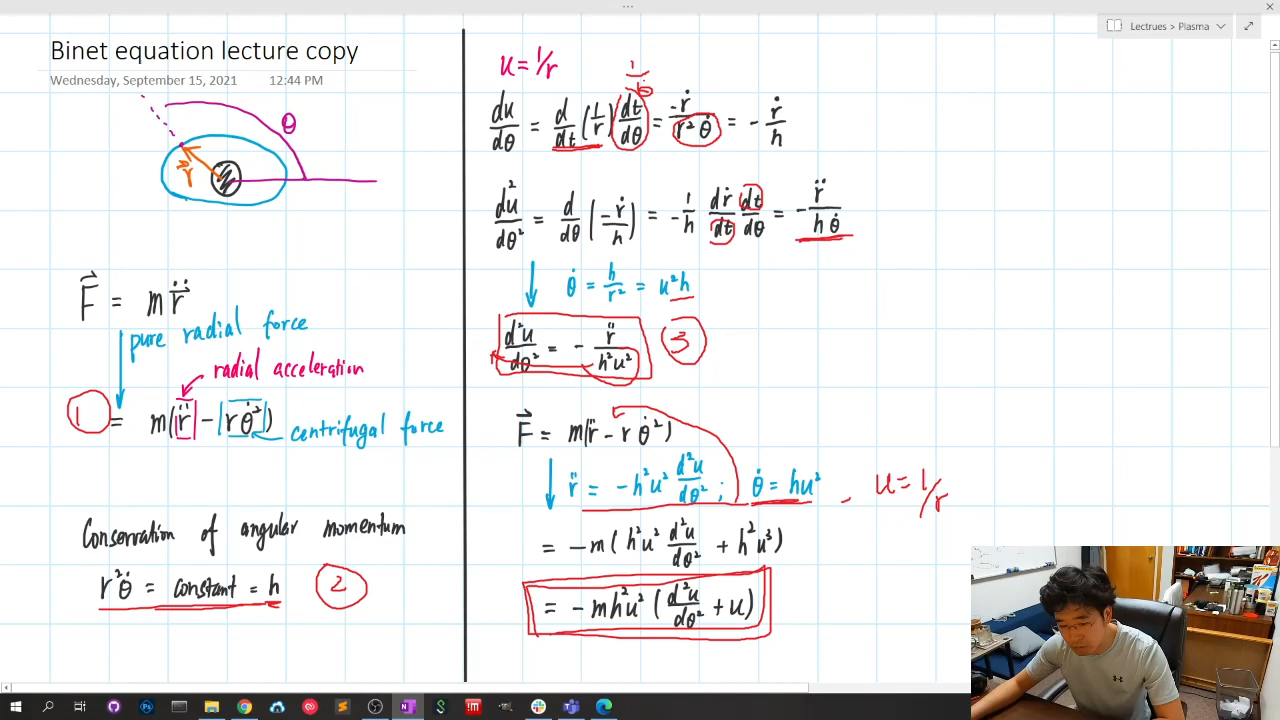 Lectrues > Plasma
Binet equation lecture copy
Wednesday, September 15, 2021 12:44 PM
θ
r⃗
F⃗ = m r̈⃗
pure radial force
radial acceleration
① = m(r̈ − rθ̇²)
centrifugal force
Conservation of angular momentum
r²θ̇ = constant = h ②
u = 1/r
1/θ̇
du/dθ = d/dt (1/r) dt/dθ = −ṙ/(r²θ̇) = − ṙ/h
d²u/dθ² = d/dθ (−ṙ/h) = −1/h dṙ/dt dt/dθ = − r̈/(hθ̇)
θ̇ = h/r² = u²h
d²u/dθ² = − r̈/(h²u²) ③
F⃗ = m(r̈ − rθ̇²)
r̈ = −h²u² d²u/dθ² ; θ̇ = hu² , u = 1/r
= −m(h²u² d²u/dθ² + h²u³)
= −mh²u² (d²u/dθ² + u)